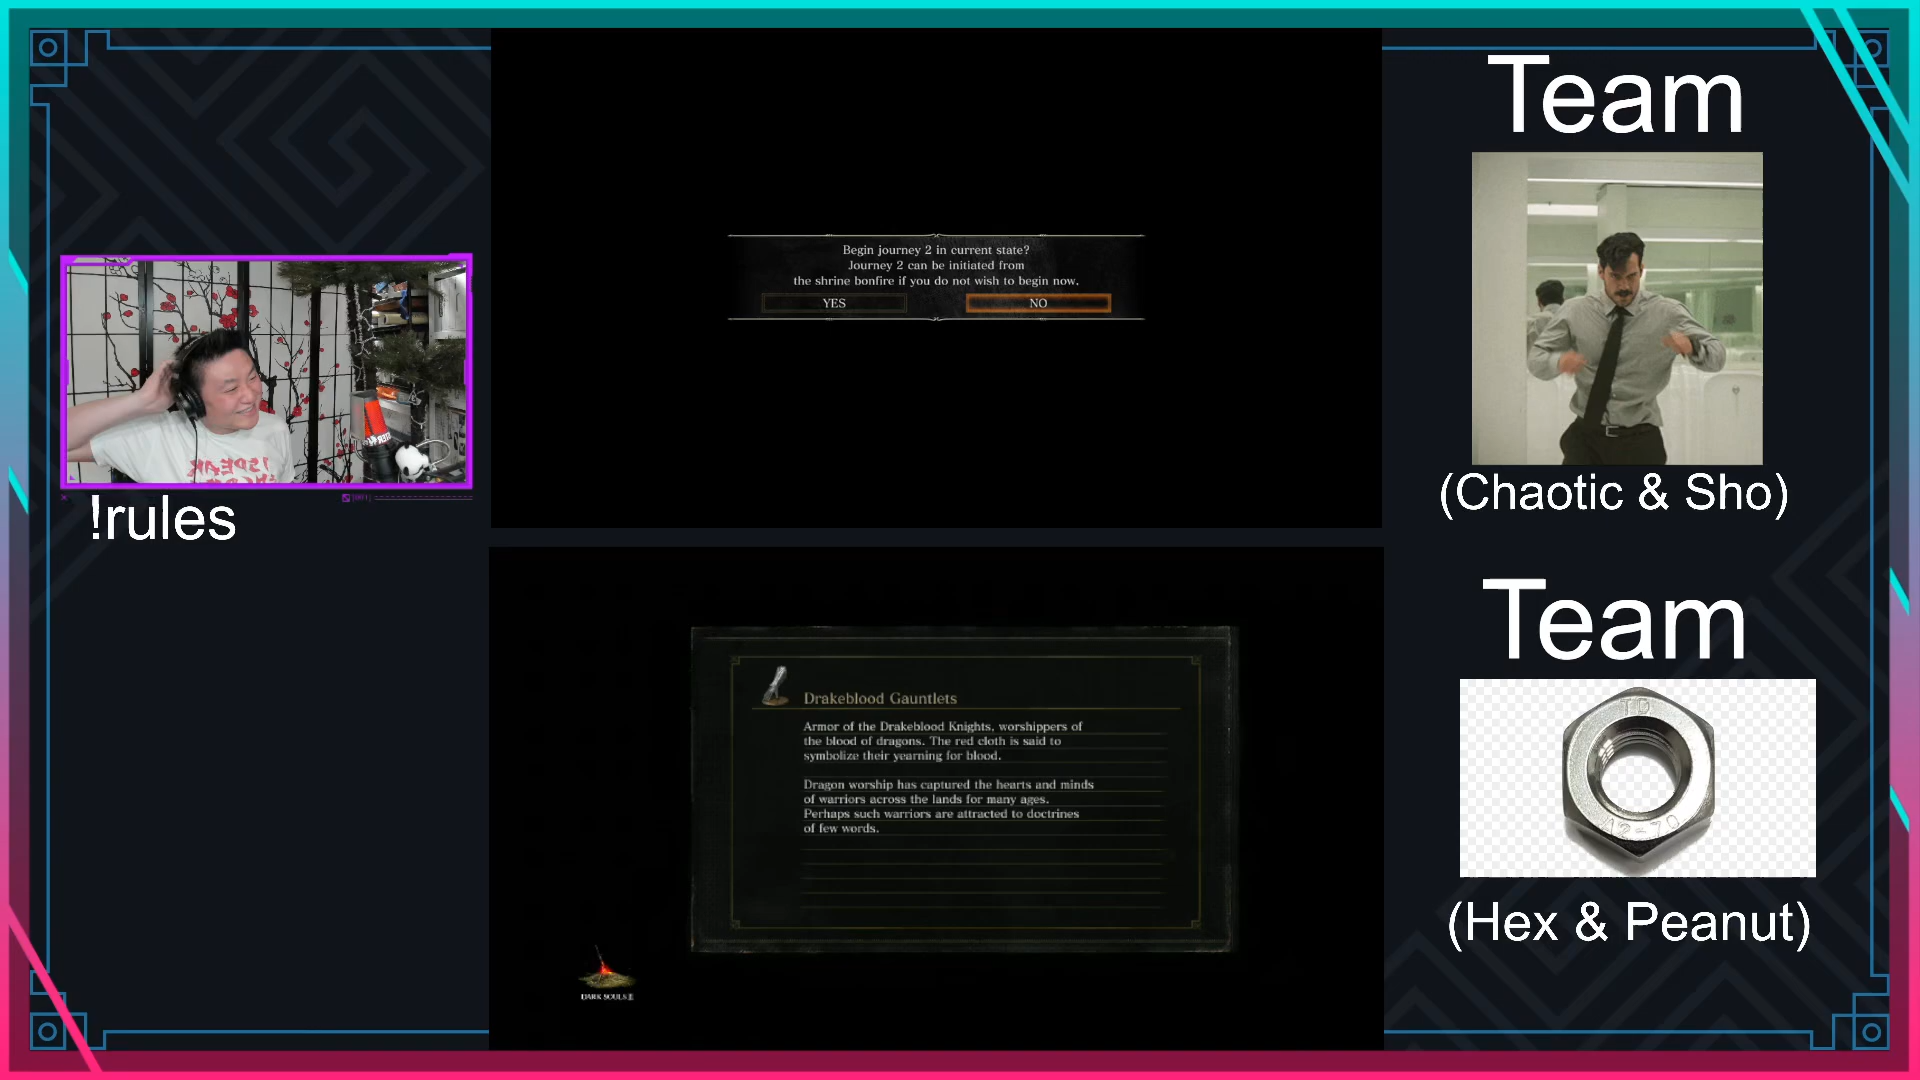 Begin journey 2 in current state?
Journey 2 can be initiated from
the shrine bonfire if you do not wish to begin now.
YES
NO
!rules
Team
(Chaotic & Sho)
Drakeblood Gauntlets
Armor of the Drakeblood Knights, worshippers of
the blood of dragons. The red cloth is said to
symbolize their yearning for blood.
Dragon worship has captured the hearts and minds
of warriors across the lands for many ages.
Perhaps such warriors are attracted to doctrines
of few words.
DARK SOULS III
Team
TD
A2-70
(Hex & Peanut)